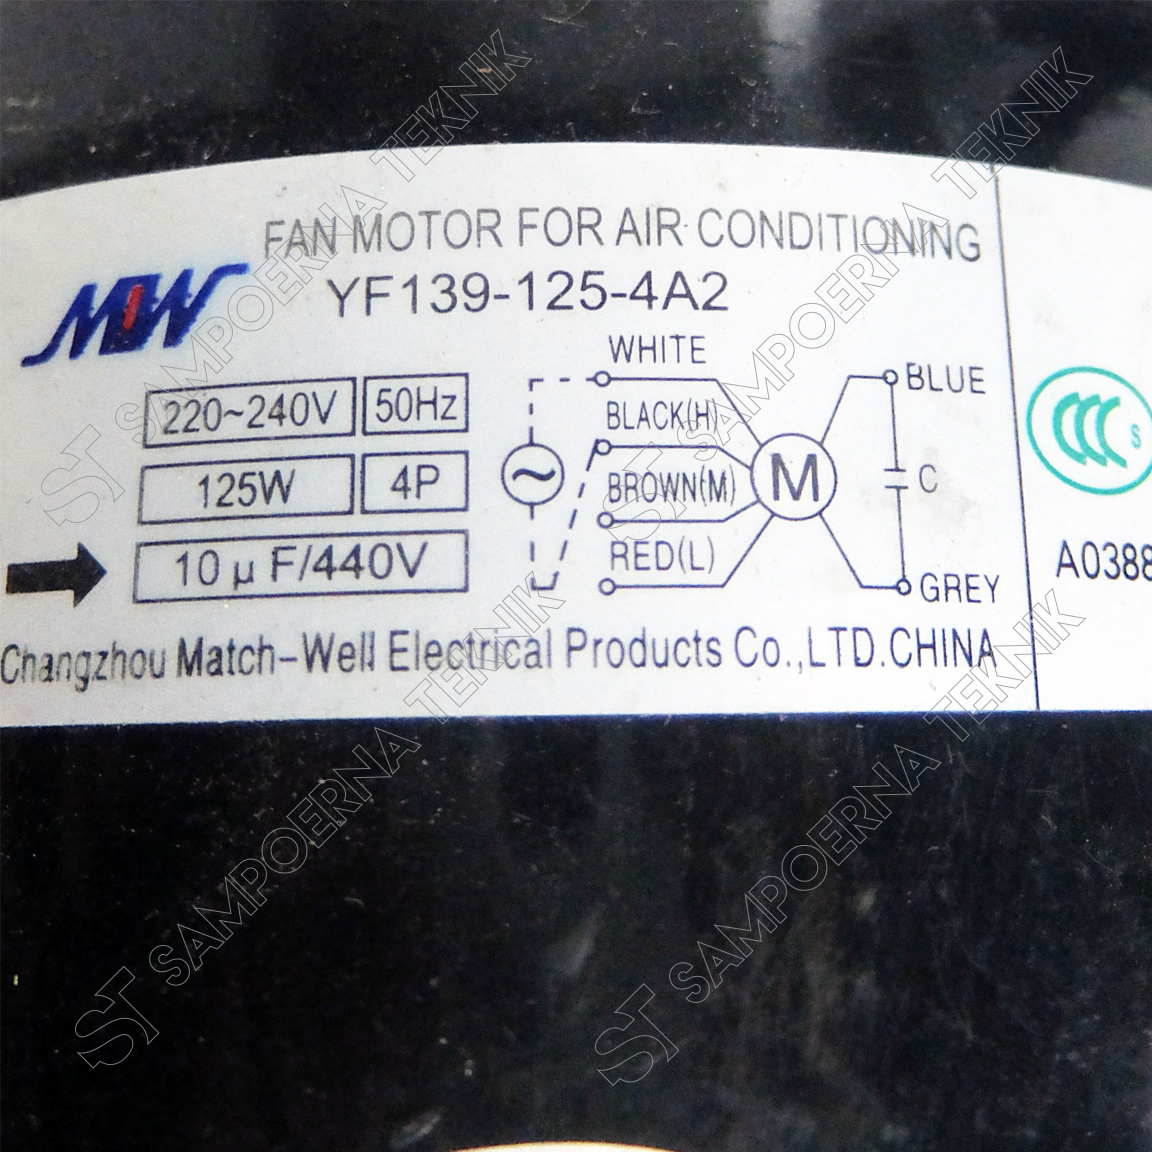 FAN MOTOR FOR AIR CONDITIONING
MW
YF139-125-4A2
220~240V 50Hz
125W 4P
10 μ F/440V
WHITE
BLACK(H)
BROWN(M)
RED(L)
~
M
BLUE
C
GREY
CCC S
A0388
Changzhou Match-Well Electrical Products Co.,LTD.CHINA
ST SAMPOERNA TEKNIK
ST SAMPOERNA TEKNIK
ST SAMPOERNA TEKNIK
ST SAMPOERNA TEKNIK